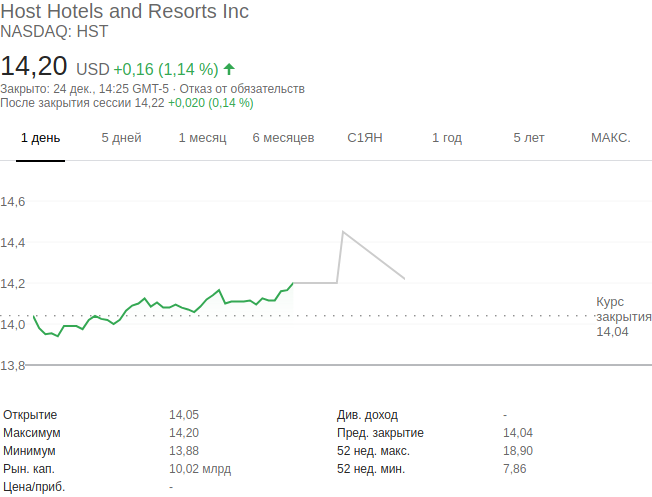 Host Hotels and Resorts Inc
NASDAQ: HST
14,20 USD +0,16 (1,14 %)
Закрыто: 24 дек., 14:25 GMT-5 · Отказ от обязательств
После закрытия сессии 14,22 +0,020 (0,14 %)
1 день 5 дней 1 месяц 6 месяцев С1ЯН 1 год 5 лет МАКС.
14,6
14,4
14,2
14,0
13,8
Курс
закрытия
14,04
Открытие 14,05 Див. доход -
Максимум 14,20 Пред. закрытие 14,04
Минимум 13,88 52 нед. макс. 18,90
Рын. кап. 10,02 млрд 52 нед. мин. 7,86
Цена/приб. -